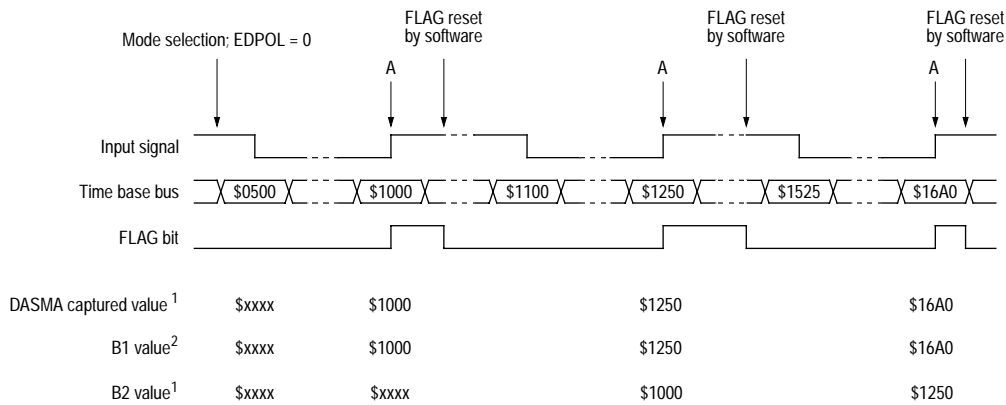 FLAG reset by software
FLAG reset by software
FLAG reset by software
Mode selection; EDPOL = 0
A
A
A
Input signal
Time base bus $0500 $1000 $1100 $1250 $1525 $16A0
FLAG bit
DASMA captured value 1 $xxxx $1000 $1250 $16A0
B1 value2 $xxxx $1000 $1250 $16A0
B2 value1 $xxxx $xxxx $1000 $1250